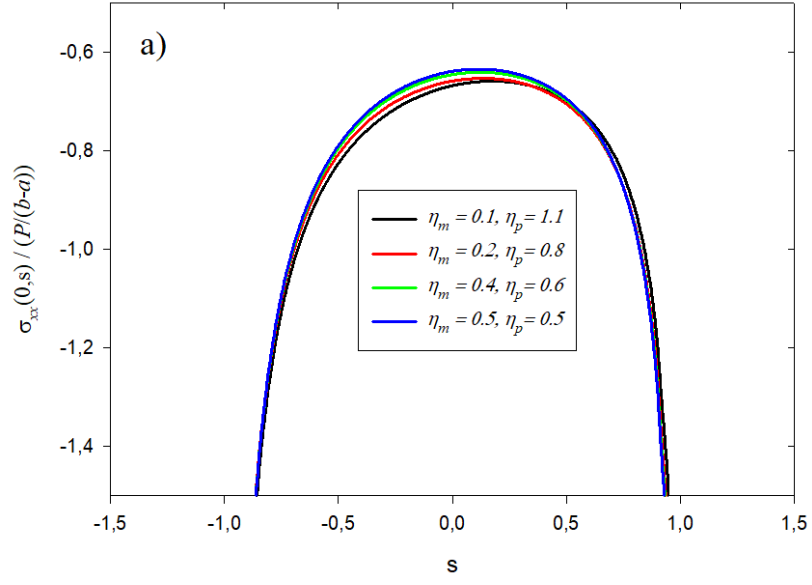 a)
-0,6
-0,8
-1,0
-1,2
-1,4
σxx(0,s) / (P/(b-a))
ηm = 0.1, ηp = 1.1
ηm = 0.2, ηp = 0.8
ηm = 0.4, ηp = 0.6
ηm = 0.5, ηp = 0.5
-1,5 -1,0 -0,5 0,0 0,5 1,0 1,5
s